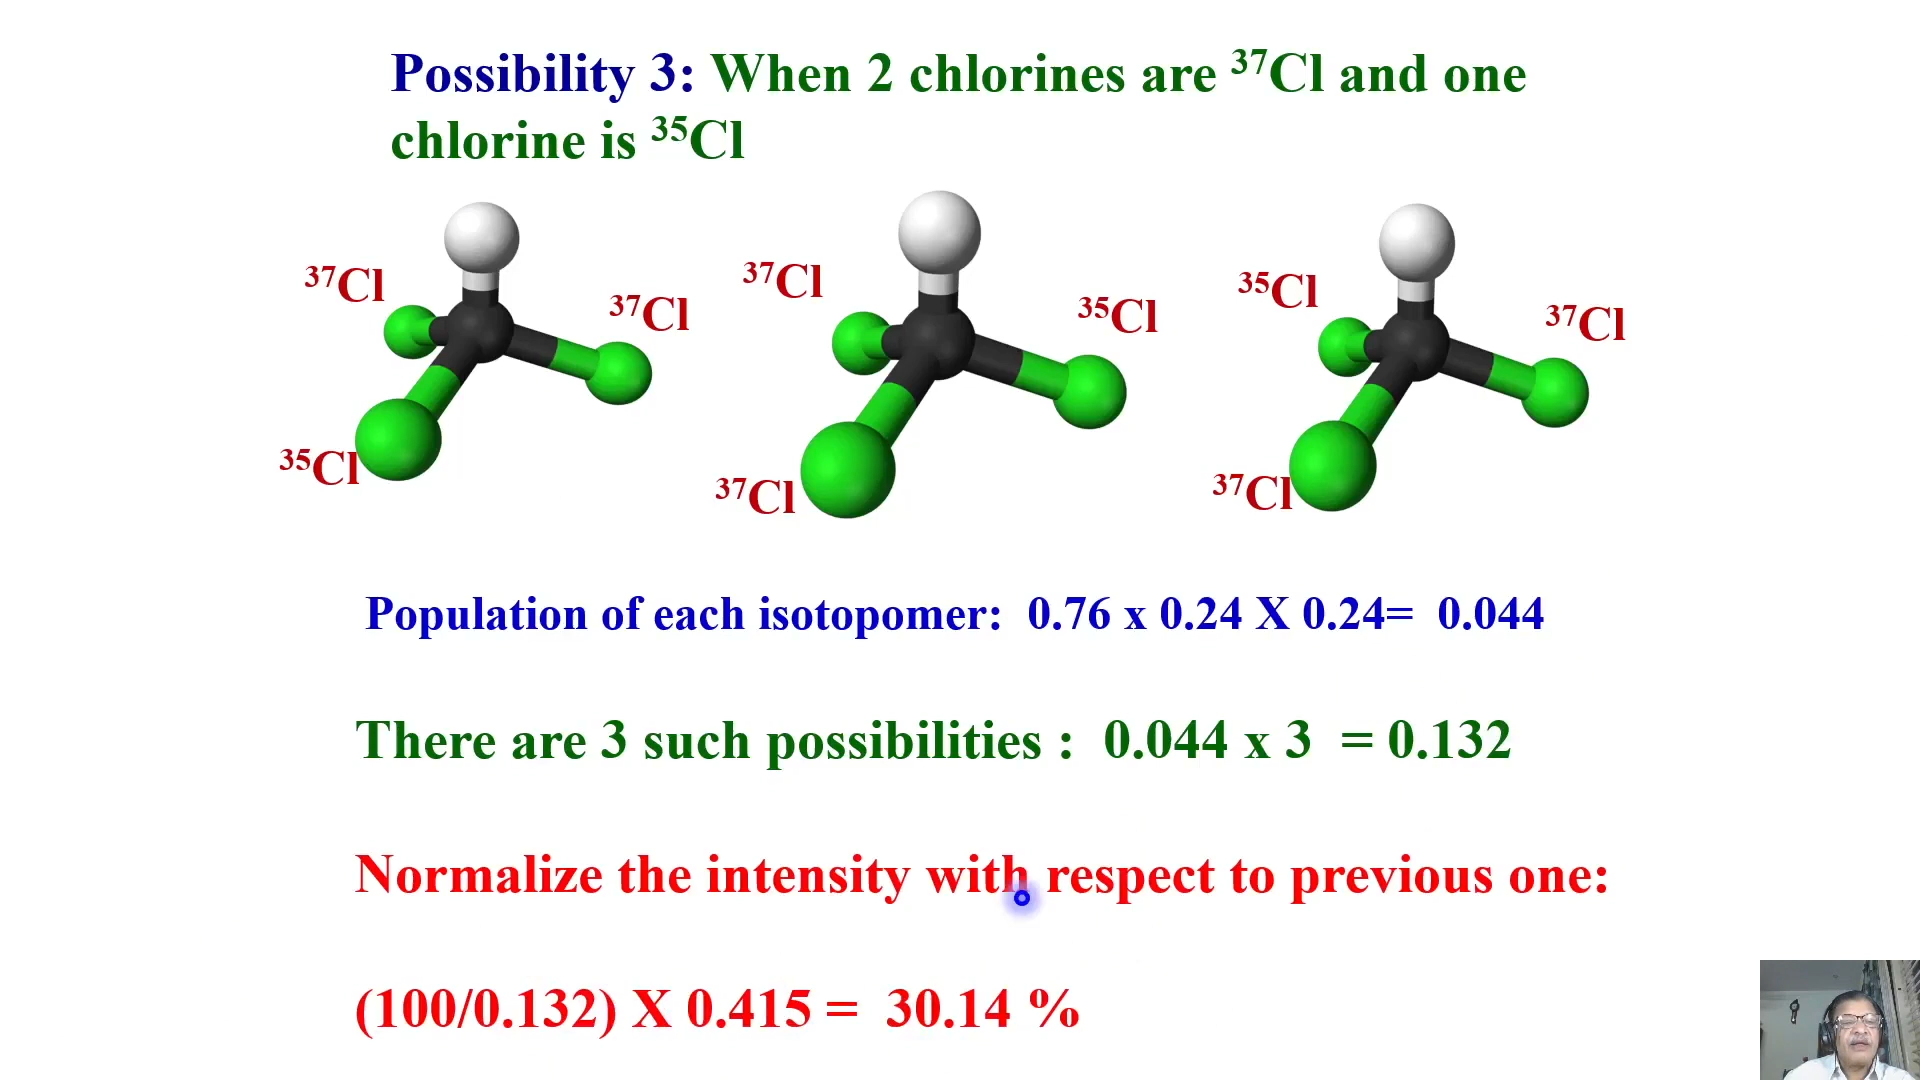 Possibility 3: When 2 chlorines are ³⁷Cl and one
chlorine is ³⁵Cl
³⁷Cl
³⁷Cl
³⁵Cl
³⁷Cl
³⁵Cl
³⁷Cl
³⁵Cl
³⁷Cl
³⁷Cl
Population of each isotopomer: 0.76 x 0.24 X 0.24= 0.044
There are 3 such possibilities : 0.044 x 3 = 0.132
Normalize the intensity with respect to previous one:
(100/0.132) X 0.415 = 30.14 %